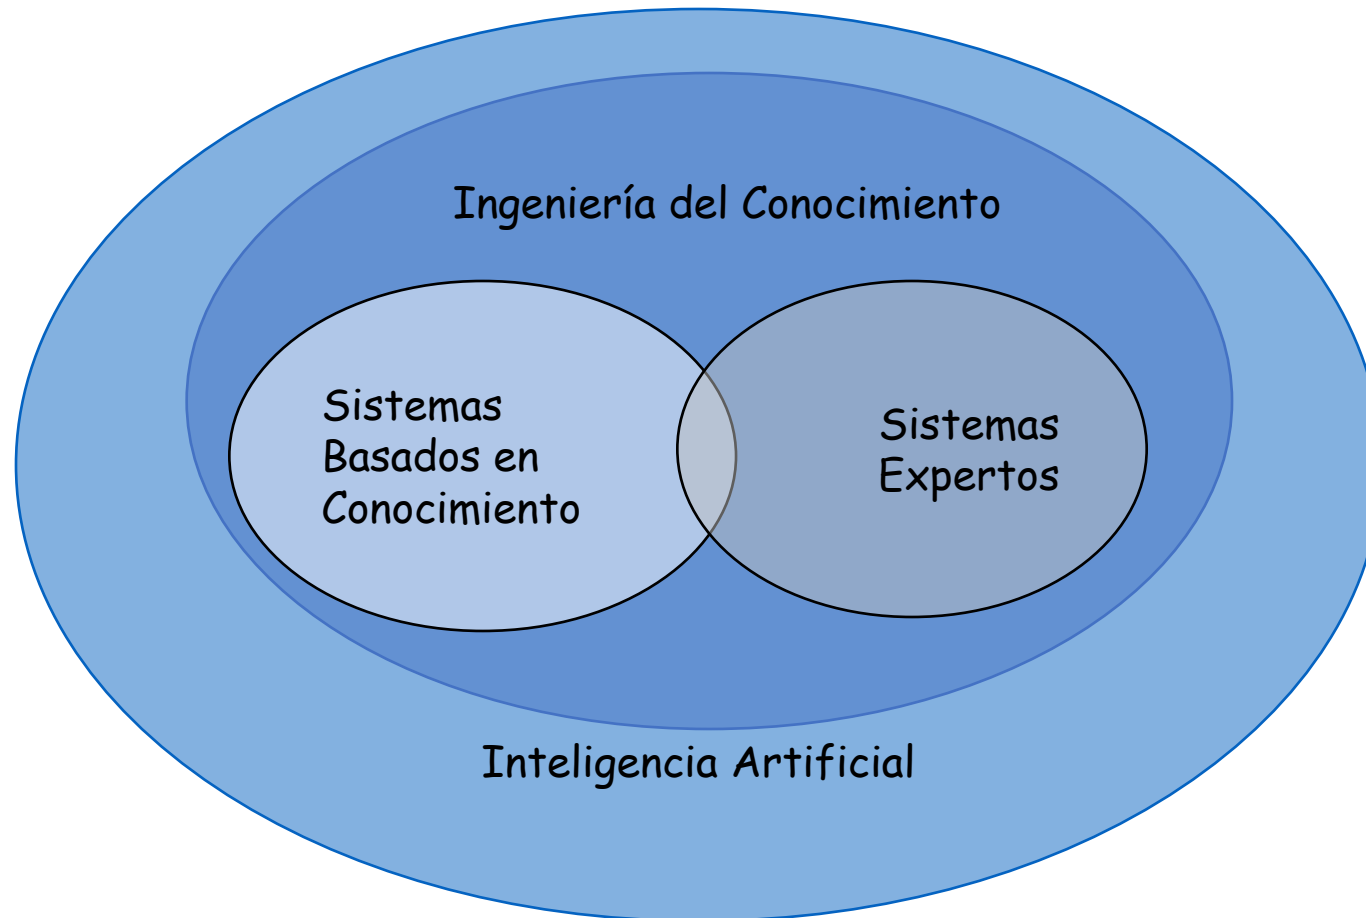 Ingeniería del Conocimiento
Sistemas
Basados en
Conocimiento
Sistemas
Expertos
Inteligencia Artificial